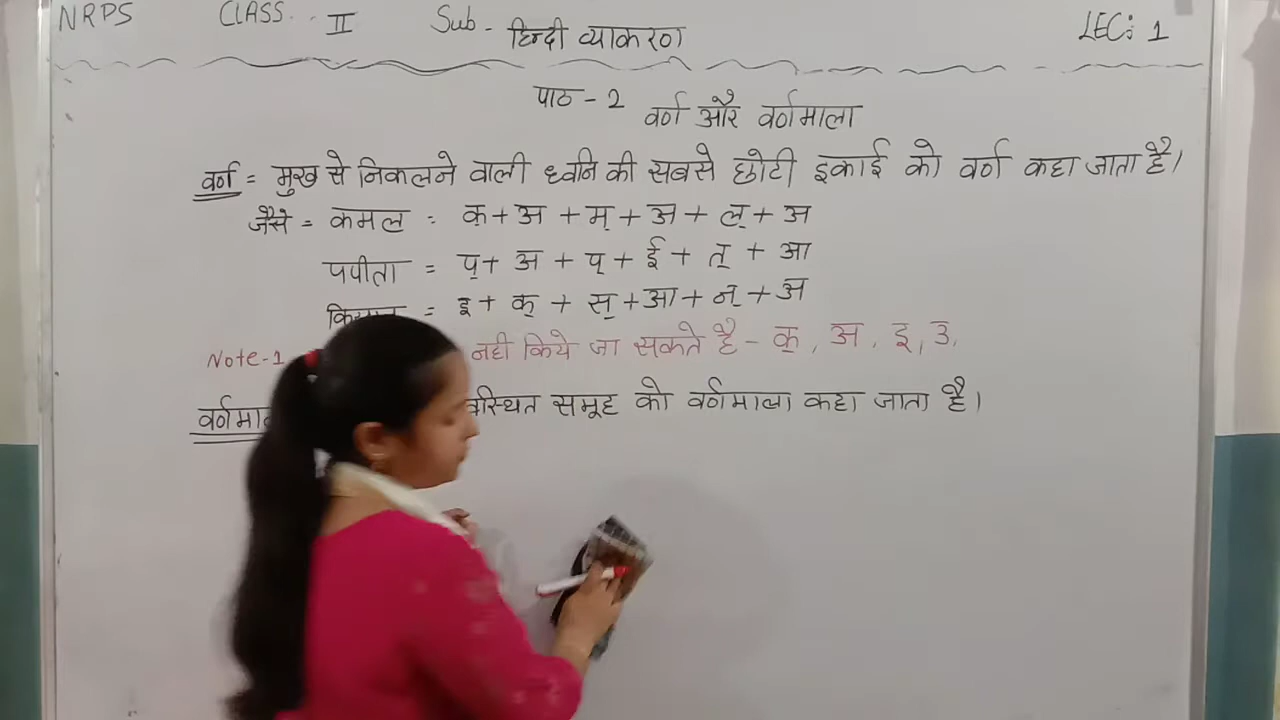 NRPS CLASS.. II Sub- हिन्दी व्याकरण LEC: 1
पाठ - 2 वर्ण और वर्णमाला
वर्ण = मुख से निकलने वाली ध्वनि की सबसे छोटी इकाई को वर्ण कहा जाता है।
जैसे = कमल = क् + अ + म् + अ + ल् + अ
पपीता = प् + अ + प् + ई + त् + आ
= इ + क् + स् + आ + न् + अ
Note-1 नही किये जा सकते है - क्, अ, इ, उ,
समूह को वर्णमाला कहा जाता है।